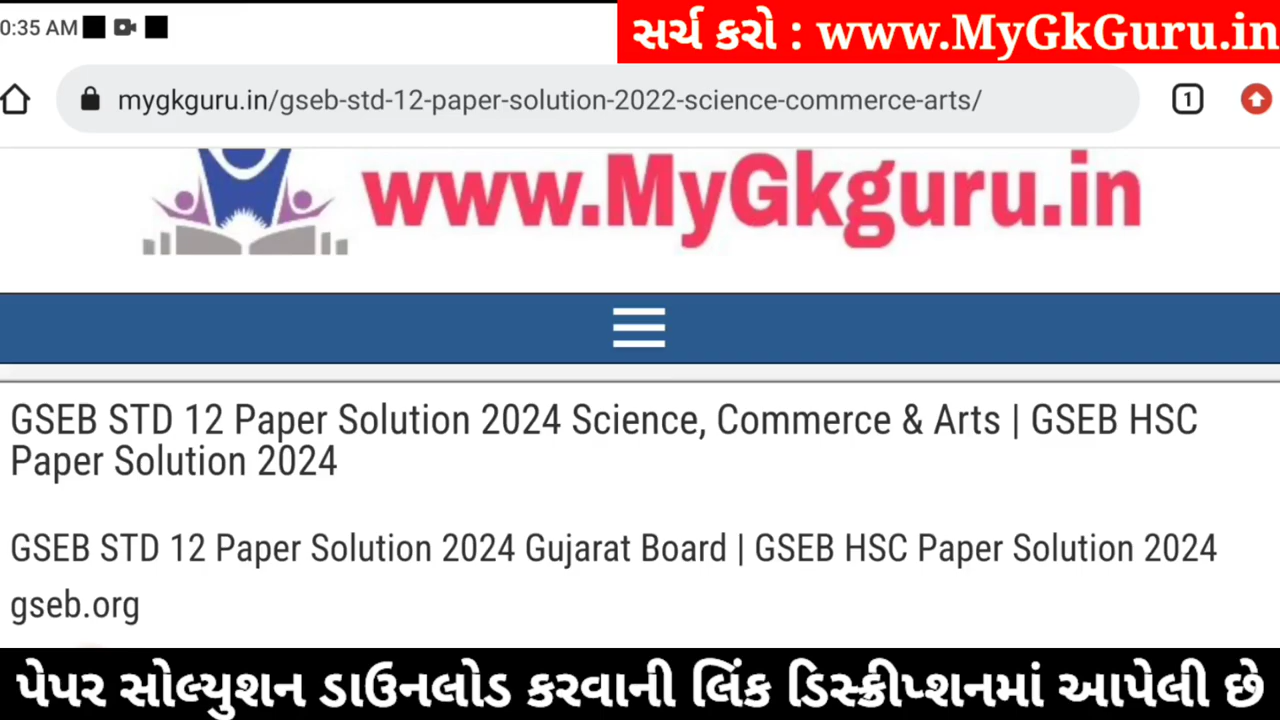 0:35 AM
સર્ચ કરો : www.MyGkGuru.in
mygkguru.in/gseb-std-12-paper-solution-2022-science-commerce-arts/
1
www.MyGkguru.in
GSEB STD 12 Paper Solution 2024 Science, Commerce & Arts | GSEB HSC
Paper Solution 2024
GSEB STD 12 Paper Solution 2024 Gujarat Board | GSEB HSC Paper Solution 2024
gseb.org
પેપર સોલ્યુશન ડાઉનલોડ કરવાની લિંક ડિસ્ક્રીપ્શનમાં આપેલી છે